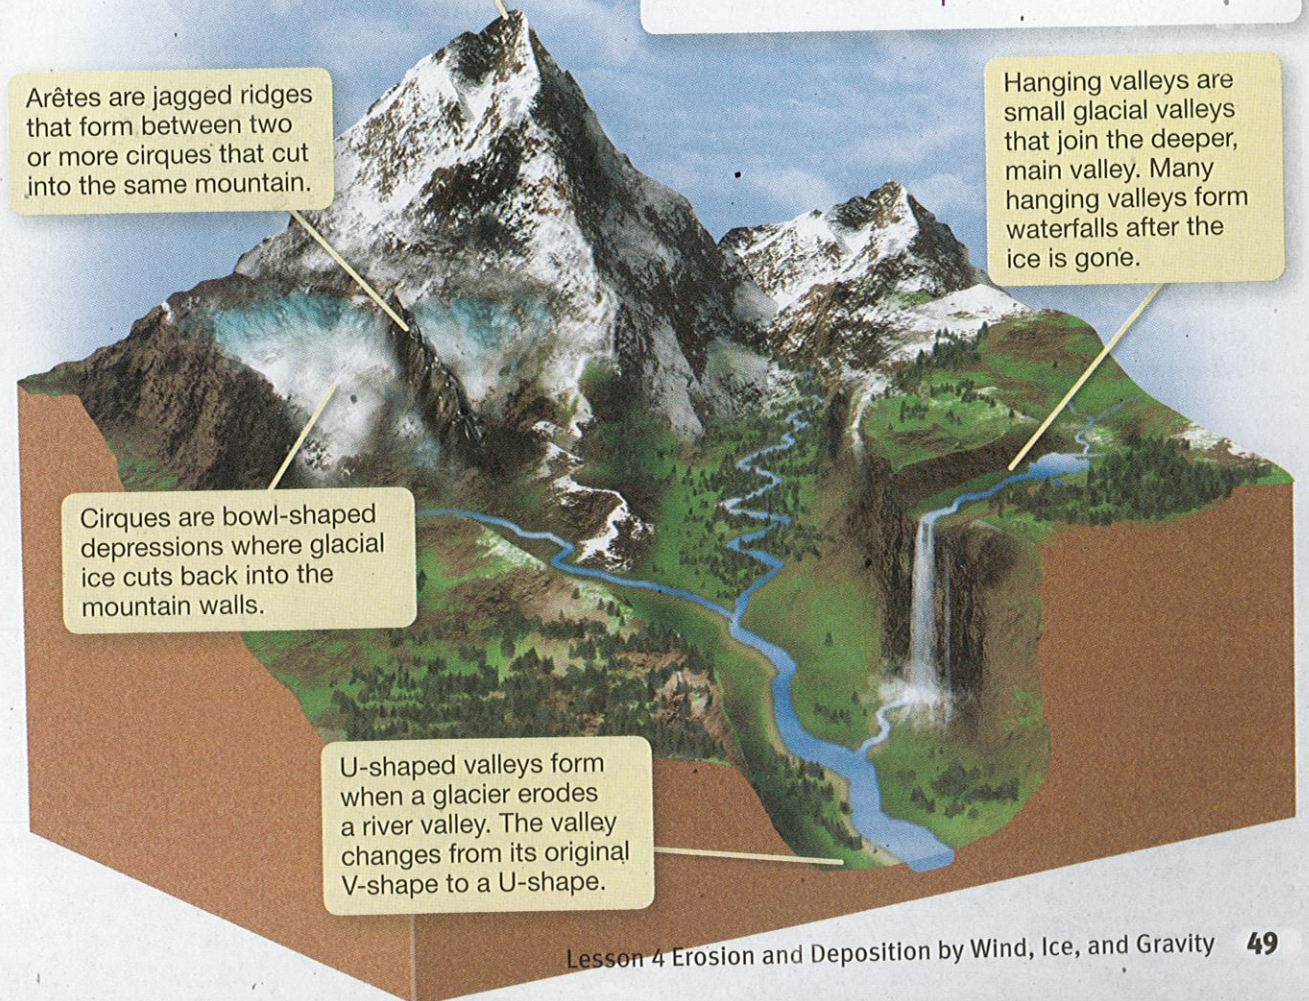 Arêtes are jagged ridges
that form between two
or more cirques that cut
into the same mountain.
Hanging valleys are
small glacial valleys
that join the deeper,
main valley. Many
hanging valleys form
waterfalls after the
ice is gone.
Cirques are bowl-shaped
depressions where glacial
ice cuts back into the
mountain walls.
U-shaped valleys form
when a glacier erodes
a river valley. The valley
changes from its original
V-shape to a U-shape.
Lesson 4 Erosion and Deposition by Wind, Ice, and Gravity 49